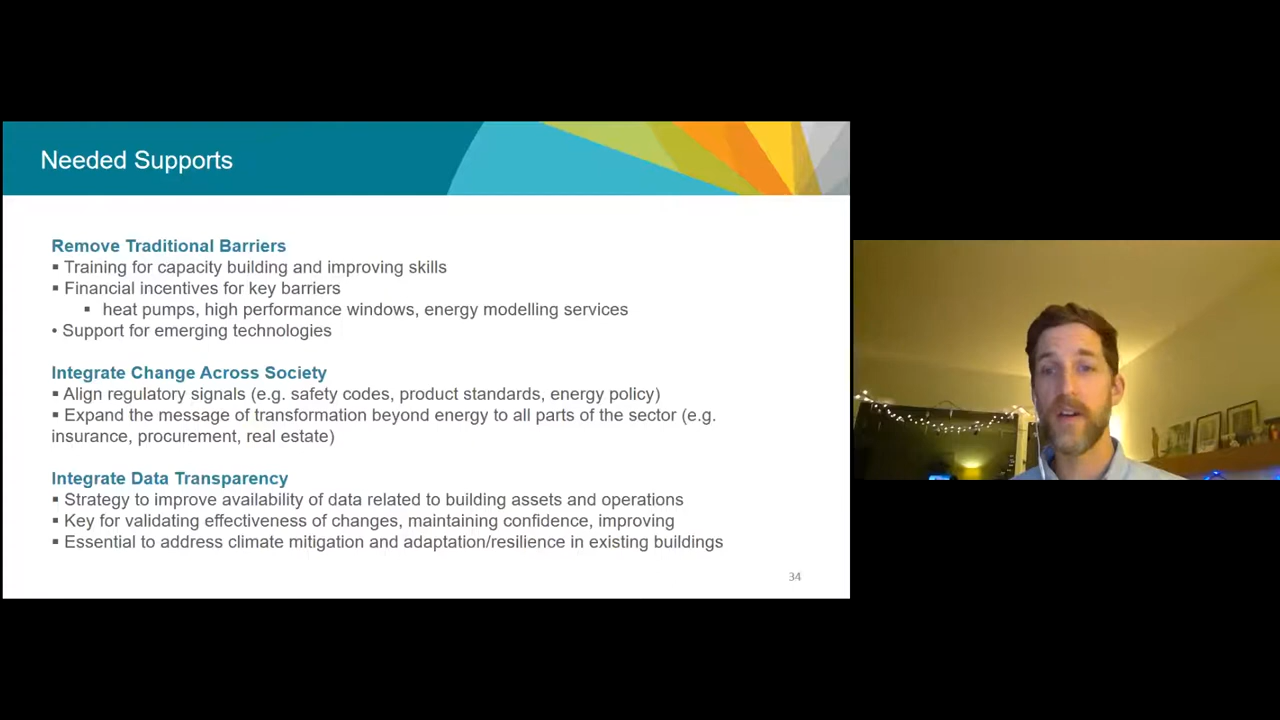 Needed Supports
Remove Traditional Barriers
▪ Training for capacity building and improving skills
▪ Financial incentives for key barriers
▪ heat pumps, high performance windows, energy modelling services
• Support for emerging technologies
Integrate Change Across Society
▪ Align regulatory signals (e.g. safety codes, product standards, energy policy)
▪ Expand the message of transformation beyond energy to all parts of the sector (e.g.
insurance, procurement, real estate)
Integrate Data Transparency
▪ Strategy to improve availability of data related to building assets and operations
▪ Key for validating effectiveness of changes, maintaining confidence, improving
▪ Essential to address climate mitigation and adaptation/resilience in existing buildings
34